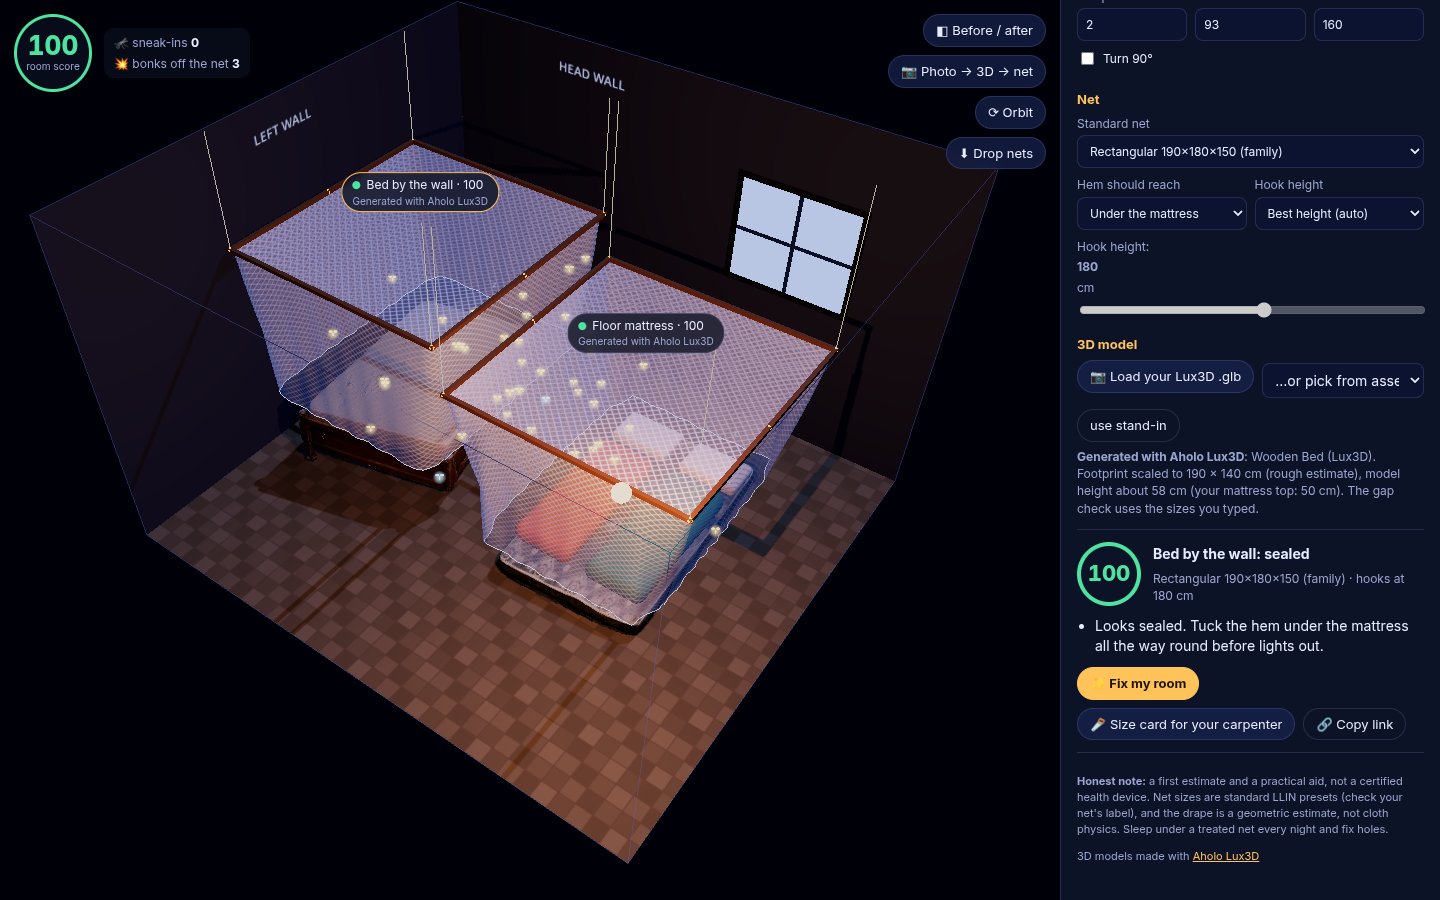 100
room score
sneak-ins 0
bonks off the net 3
LEFT WALL
HEAD WALL
Before / after
Photo → 3D → net
Orbit
Drop nets
Bed by the wall · 100
Generated with Aholo Lux3D
Floor mattress · 100
Generated with Aholo Lux3D
2
93
160
Turn 90°
Net
Standard net
Rectangular 190×180×150 (family)
Hem should reach
Hook height
Under the mattress
Best height (auto)
Hook height:
180
cm
3D model
Load your Lux3D .glb
...or pick from asse
use stand-in
Generated with Aholo Lux3D: Wooden Bed (Lux3D).
Footprint scaled to 190 × 140 cm (rough estimate), model
height about 58 cm (your mattress top: 50 cm). The gap
check uses the sizes you typed.
100
Bed by the wall: sealed
Rectangular 190×180×150 (family) · hooks at
180 cm
Looks sealed. Tuck the hem under the mattress
all the way round before lights out.
Fix my room
Size card for your carpenter
Copy link
Honest note: a first estimate and a practical aid, not a certified
health device. Net sizes are standard LLIN presets (check your
net's label), and the drape is a geometric estimate, not cloth
physics. Sleep under a treated net every night and fix holes.
3D models made with Aholo Lux3D